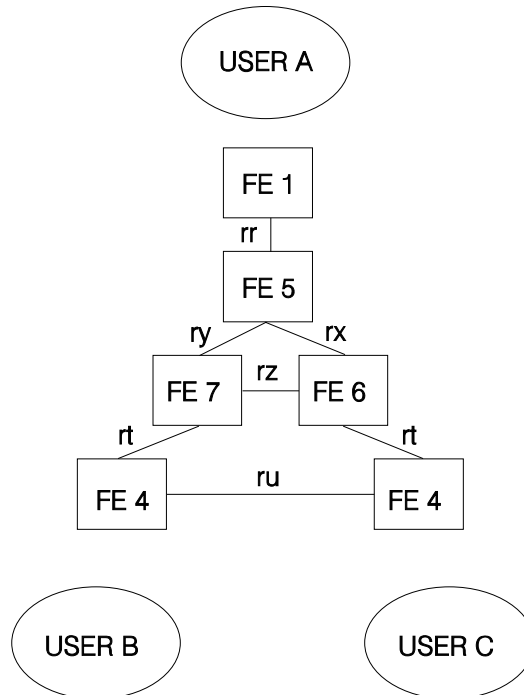 USER A
FE 1
rr
FE 5
ry
rx
FE 7
rz
FE 6
rt
rt
FE 4
ru
FE 4
USER B
USER C